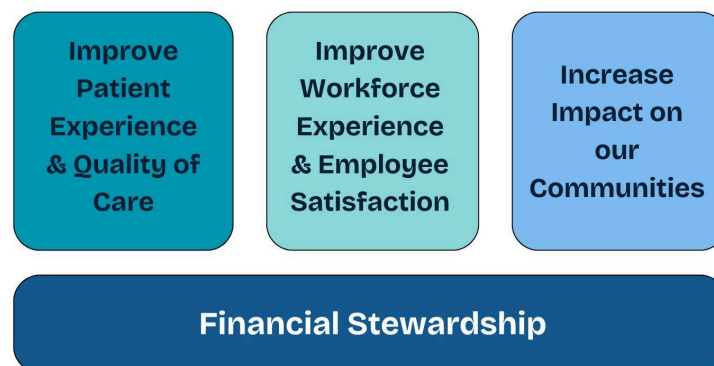 Improve
Patient
Experience
& Quality of
Care
Improve
Workforce
Experience
& Employee
Satisfaction
Increase
Impact on
our
Communities
Financial Stewardship